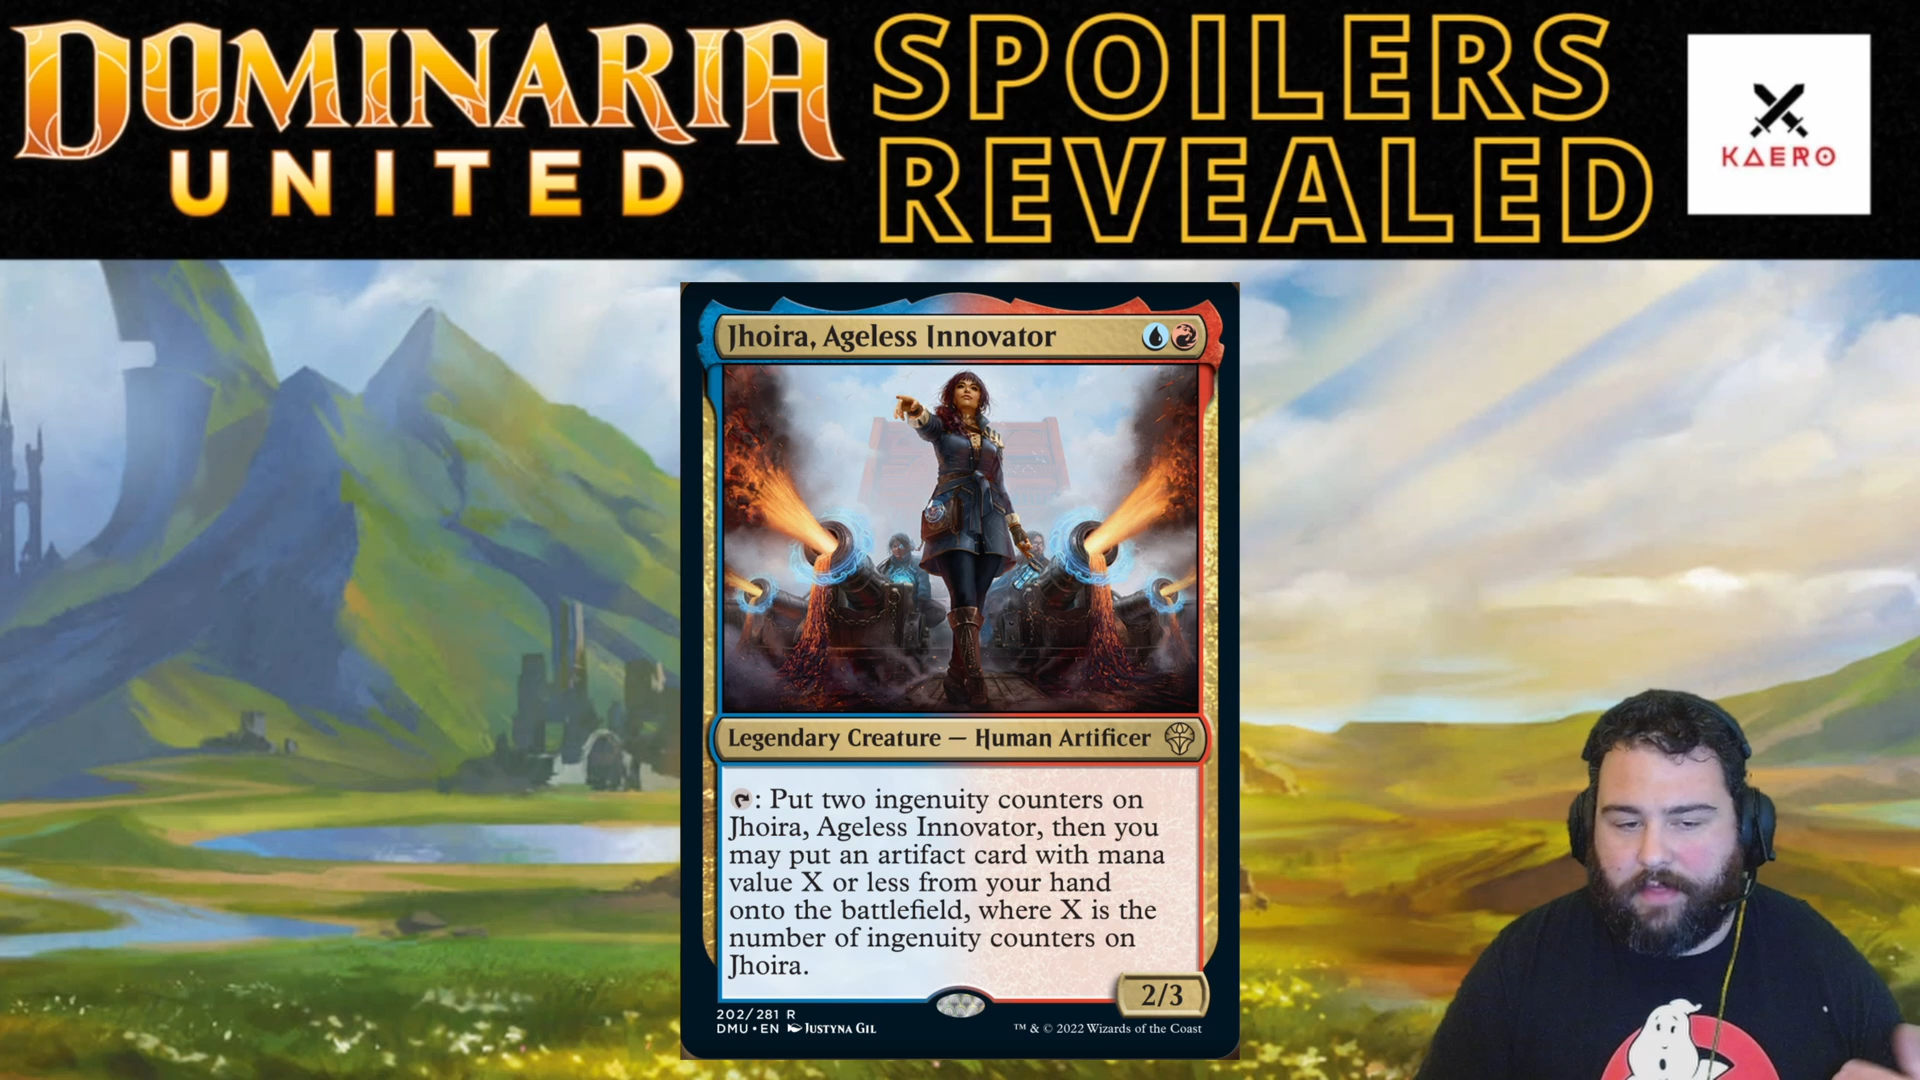 DOMINARIA
UNITED
SPOILERS
REVEALED
KAERO
Jhoira, Ageless Innovator
Legendary Creature — Human Artificer
: Put two ingenuity counters on
Jhoira, Ageless Innovator, then you
may put an artifact card with mana
value X or less from your hand
onto the battlefield, where X is the
number of ingenuity counters on
Jhoira.
2/3
202/281 R
DMU • EN Justyna Gil
™ & © 2022 Wizards of the Coast